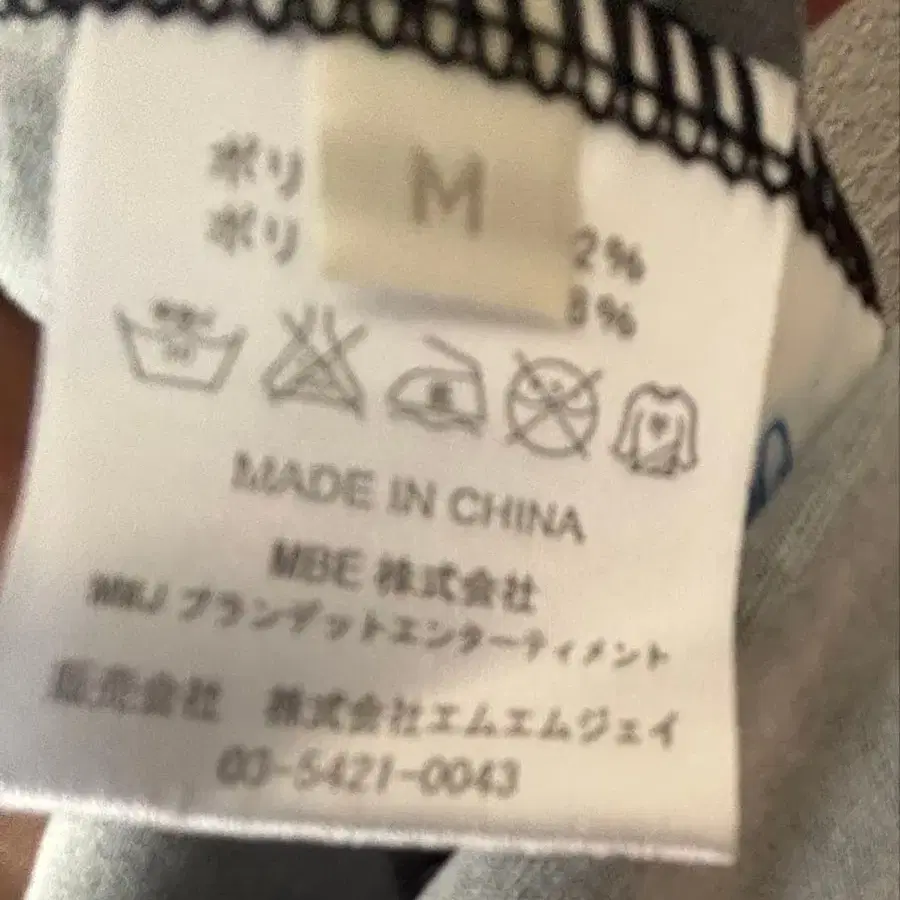 M
ポリ 2%
ポリ 8%
MADE IN CHINA
MBE 株式会社
ブランデットエンターティメント
販売会社 株式会社エムエムジェイ
03-5421-0043